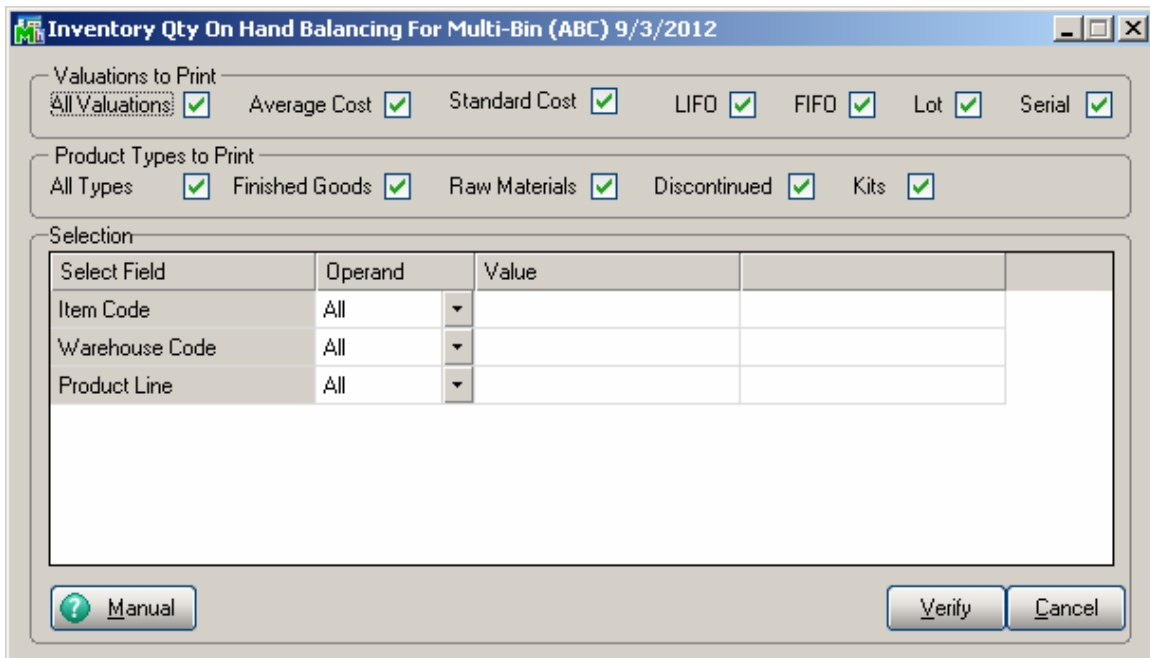 Inventory Qty On Hand Balancing For Multi-Bin (ABC) 9/3/2012
Valuations to Print
All Valuations Average Cost Standard Cost LIFO FIFO Lot Serial
Product Types to Print
All Types Finished Goods Raw Materials Discontinued Kits
Selection
Select Field Operand Value
Item Code All
Warehouse Code All
Product Line All
? Manual Verify Cancel